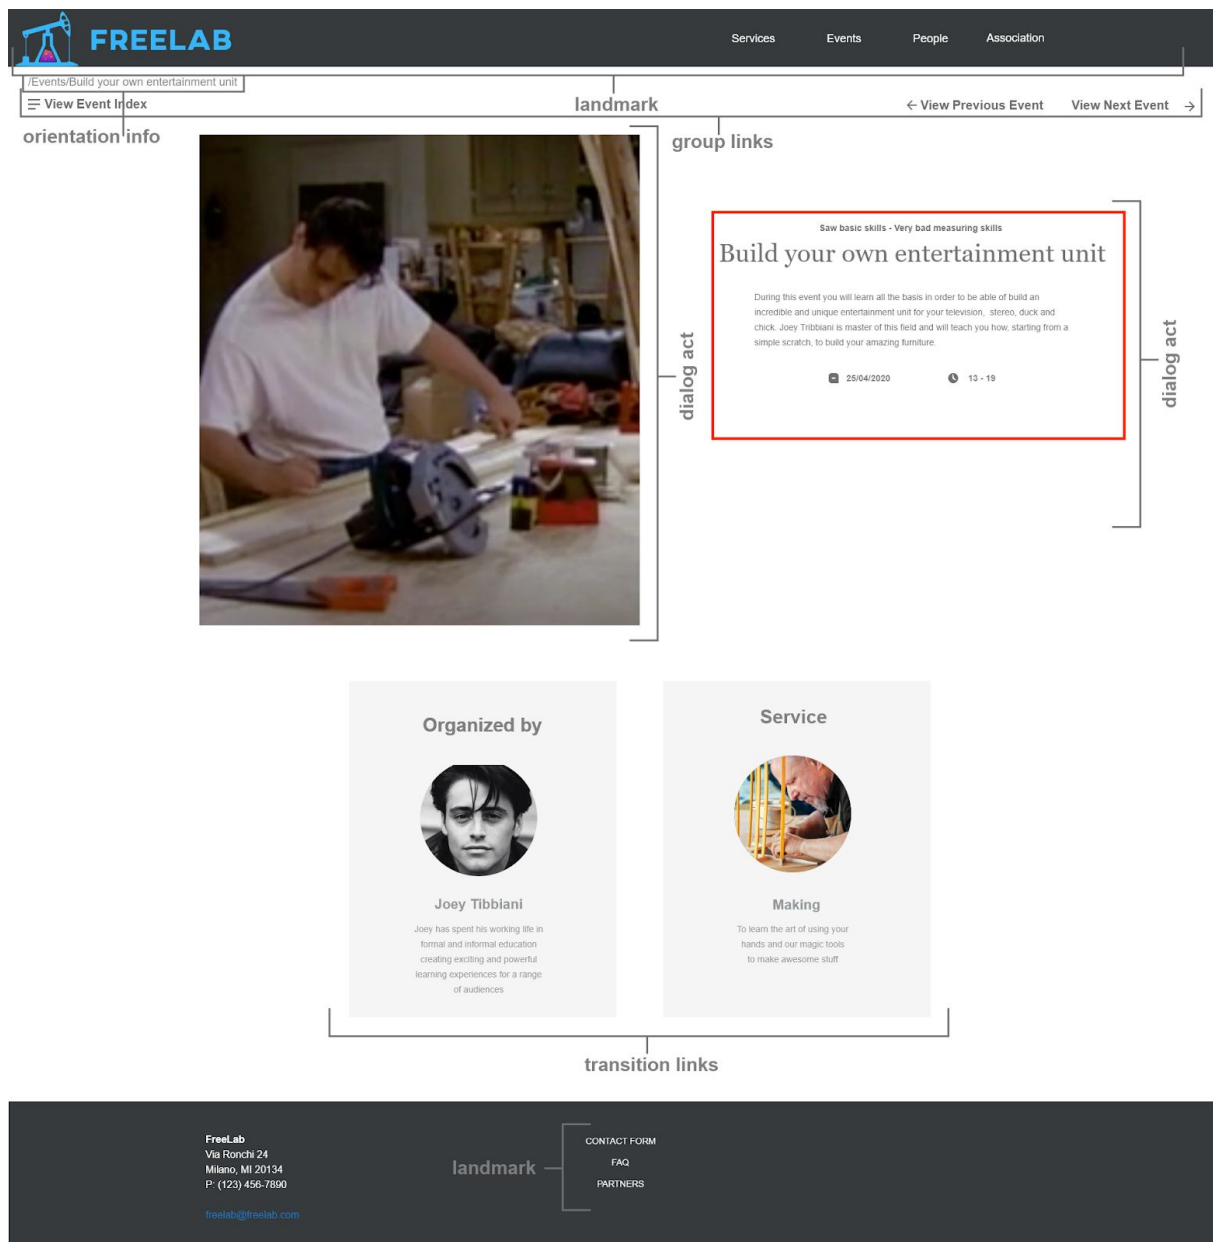 FREELAB
Services Events People Association
/Events/Build your own entertainment unit
View Event Index
landmark
View Previous Event View Next Event
orientation info
group links
Saw basic skills - Very bad measuring skills
Build your own entertainment unit
During this event you will learn all the basis in order to be able of build an
incredible and unique entertainment unit for your television, stereo, duck and
chick. Joey Tribbiani is master of this field and will teach you how, starting from a
simple scratch, to build your amazing furniture.
25/04/2020 13 - 19
dialog act
dialog act
Organized by
Joey Tibbiani
Joey has spent his working life in
formal and informal education
creating exciting and powerful
learning experiences for a range
of audiences
Service
Making
To learn the art of using your
hands and our magic tools
to make awesome stuff
transition links
FreeLab
Via Ronchi 24
Milano, MI 20134
P: (123) 456-7890
freelab@freelab.com
landmark
CONTACT FORM
FAQ
PARTNERS